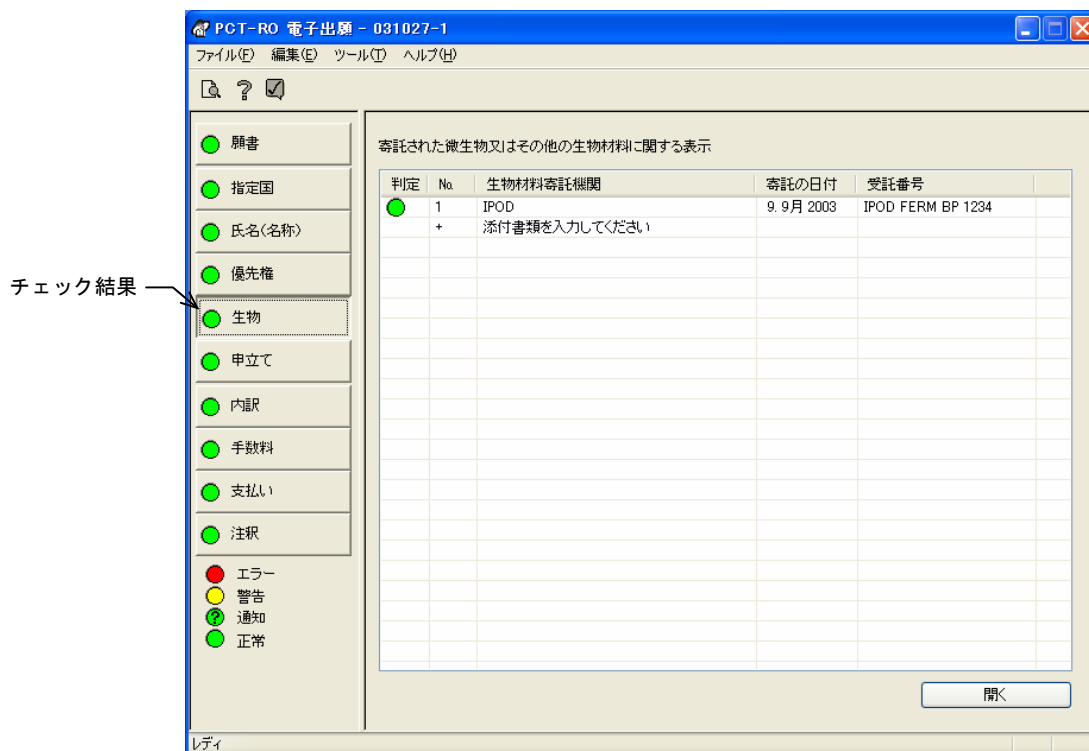 PCT-RO 電子出願 - 031027-1
ファイル(F) 編集(E) ツール(T) ヘルプ(H)
願書
指定国
氏名(名称)
優先権
チェック結果
生物
申立て
内訳
手数料
支払い
注釈
エラー
警告
通知
正常
寄託された微生物又はその他の生物材料に関する表示
判定 No. 生物材料寄託機関 寄託の日付 受託番号
1 IPOD 9. 9月 2003 IPOD FERM BP 1234
+ 添付書類を入力してください
開く
レディ